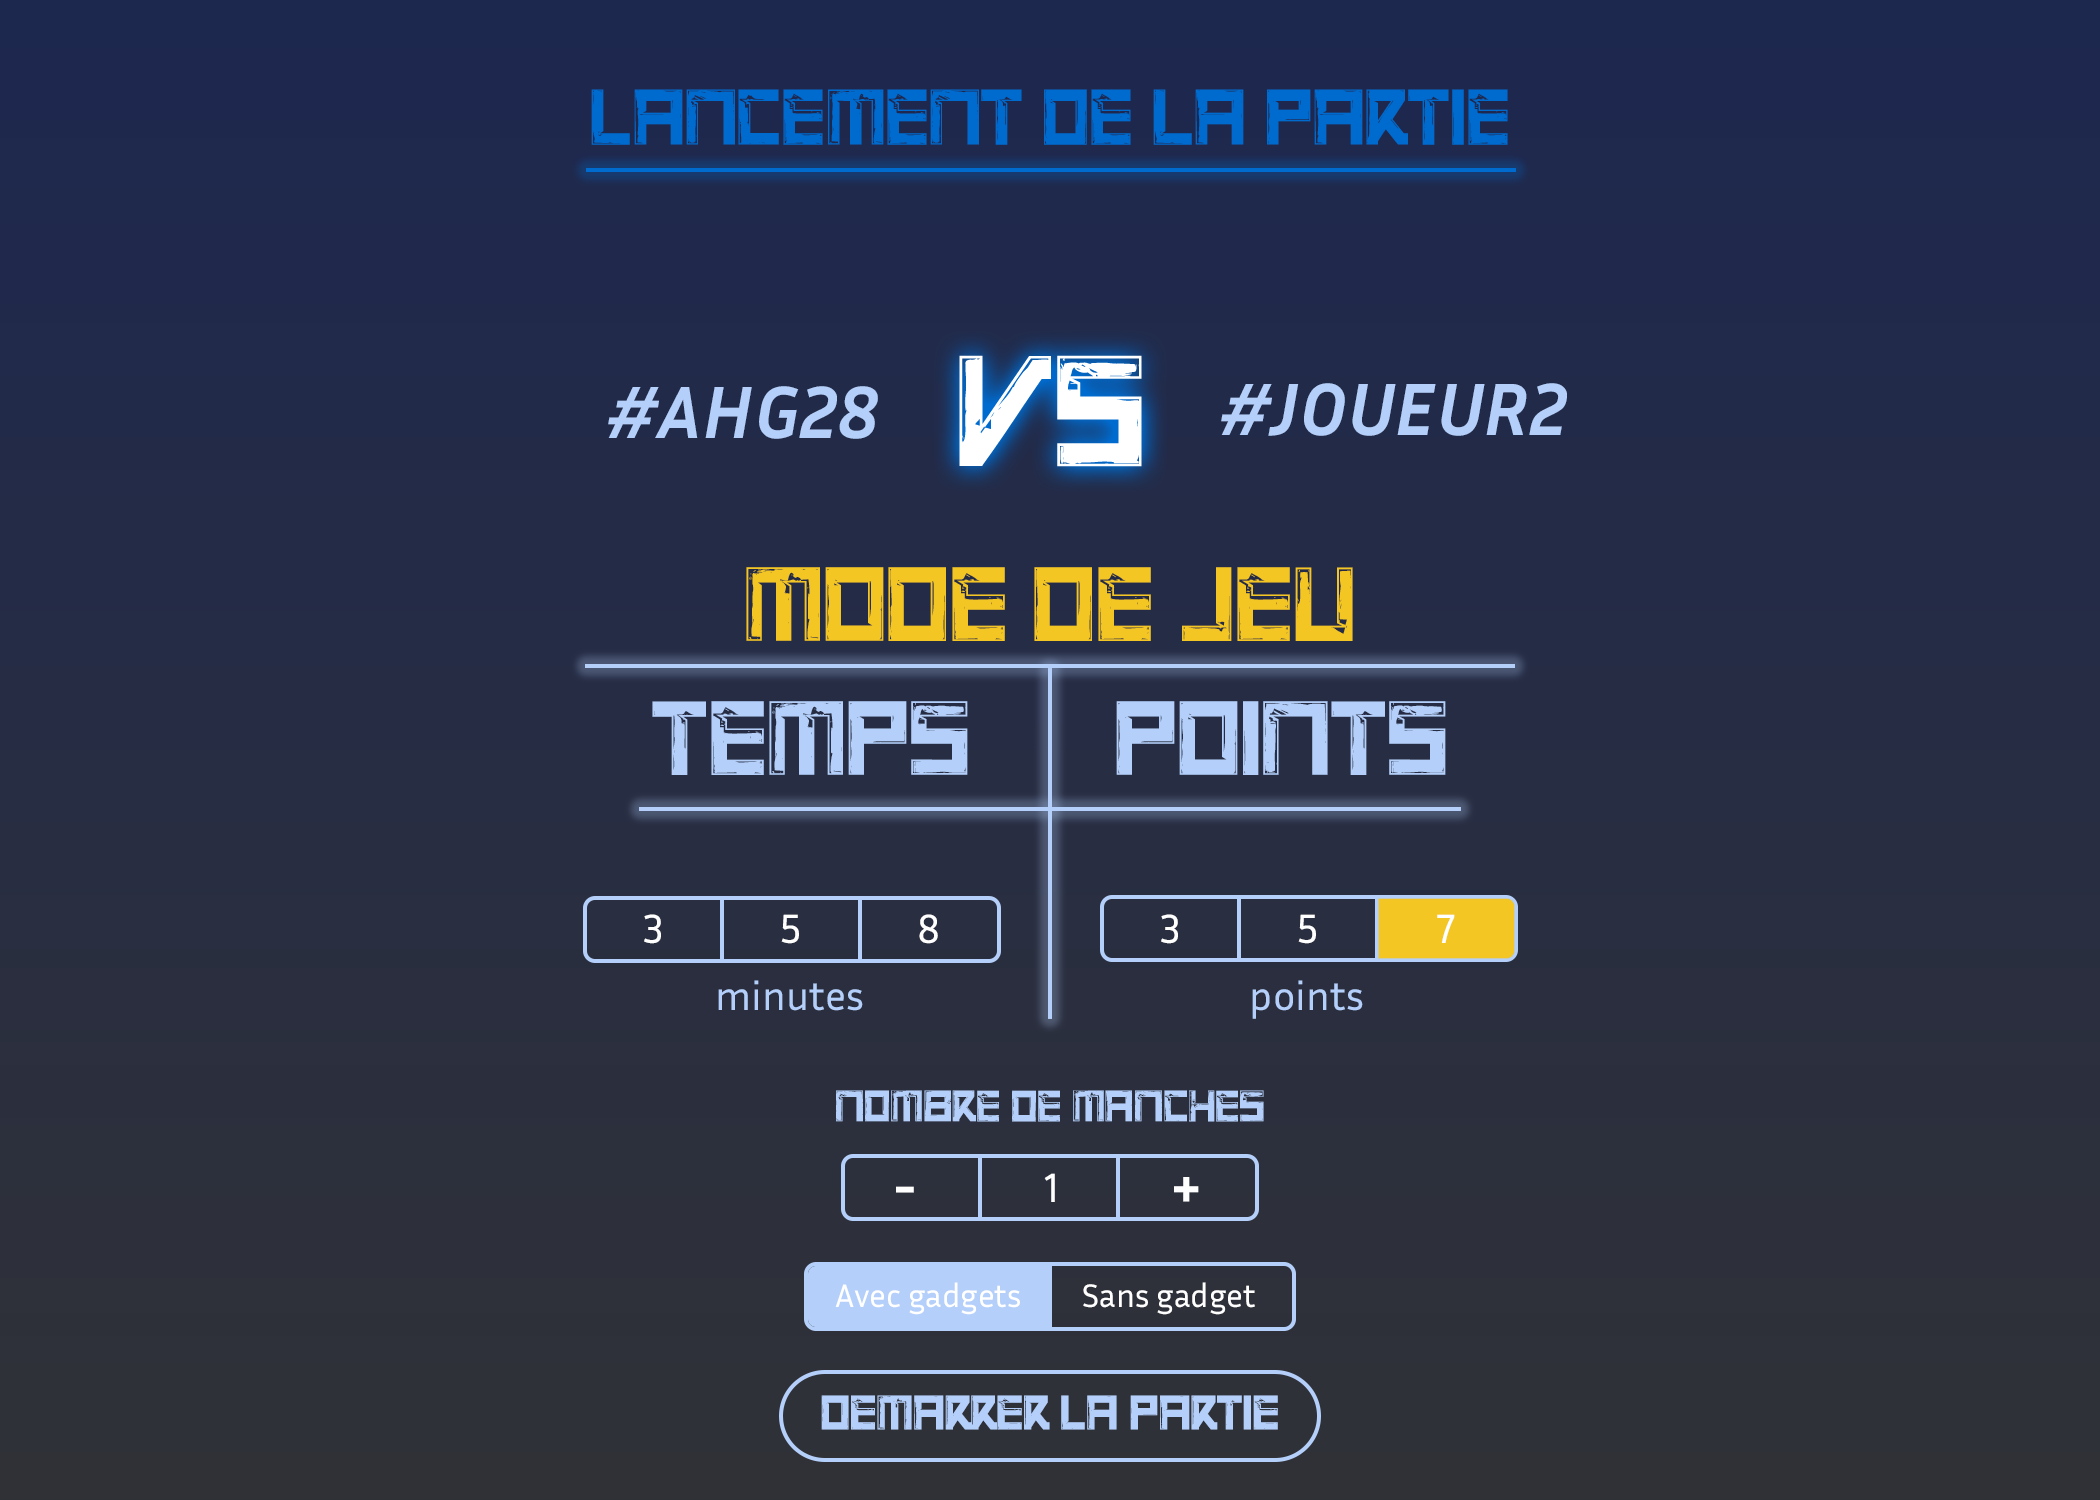 LANCEMENT DE LA PARTIE
#AHG28 VS #JOUEUR2
MODE DE JEU
TEMPS POINTS
3 5 8 3 5 7
minutes points
NOMBRE DE MANCHES
- 1 +
Avec gadgets Sans gadget
DEMARRER LA PARTIE